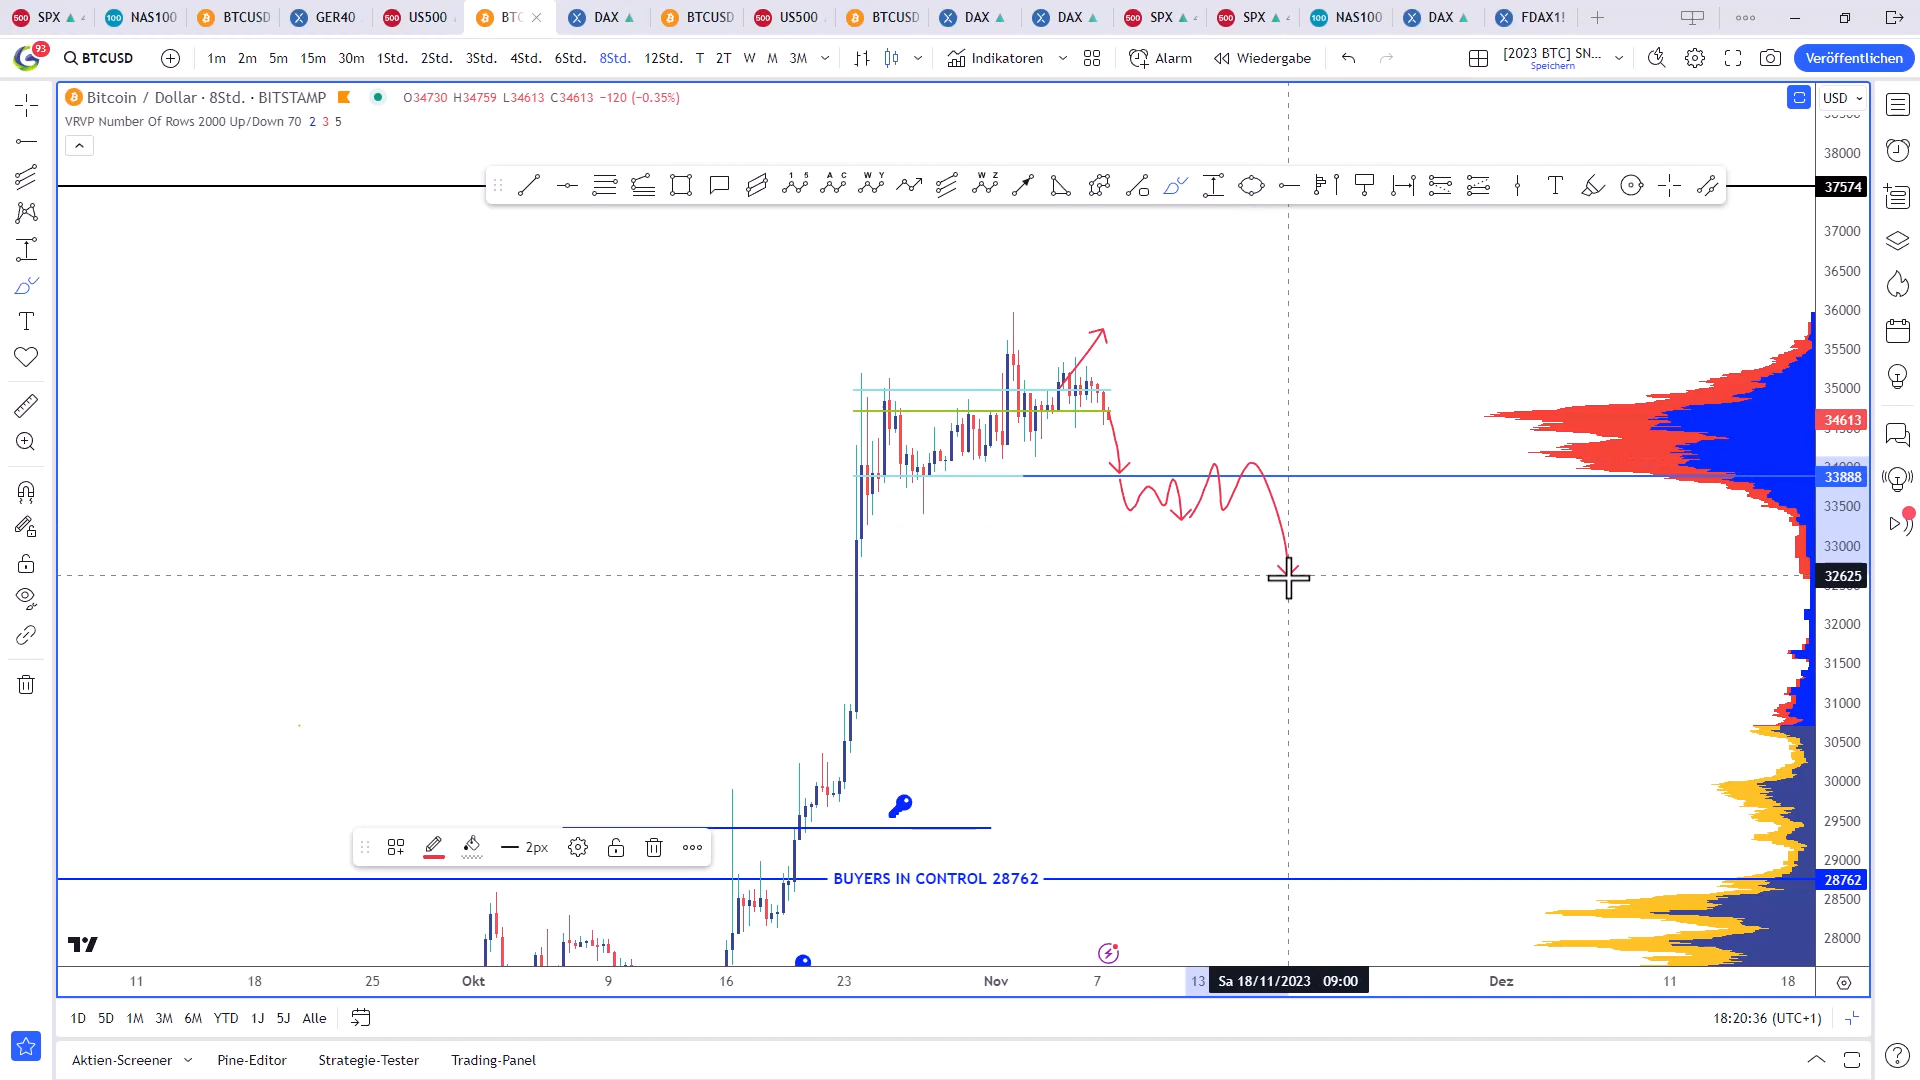 SPX NAS100 BTCUSD GER40 US500 BTC DAX BTCUSD US500 BTCUSD DAX DAX SPX SPX NAS100 DAX FDAX1!
93 BTCUSD 1m 2m 5m 15m 30m 1Std. 2Std. 3Std. 4Std. 6Std. 8Std. 12Std. T 2T W M 3M Indikatoren Alarm Wiedergabe [2023 BTC] SN... Veröffentlichen
Speichern
Bitcoin / Dollar · 8Std. · BITSTAMP O34730 H34759 L34613 C34613 −120 (−0.35%) USD
VRVP Number Of Rows 2000 Up/Down 70 2 3 5
38000
1 5 A C W Y W Z
T
37574
37000
36500
36000
35500
35000
34613
33888
33500
33000
32625
32000
31500
31000
30500
30000
29500
2px
29000
BUYERS IN CONTROL 28762
28762
28500
28000
11 18 25 Okt 9 16 23 Nov 7 13 Sa 18/11/2023 09:00 Dez 11 18
1D 5D 1M 3M 6M YTD 1J 5J Alle 18:20:36 (UTC+1)
Aktien-Screener Pine-Editor Strategie-Tester Trading-Panel